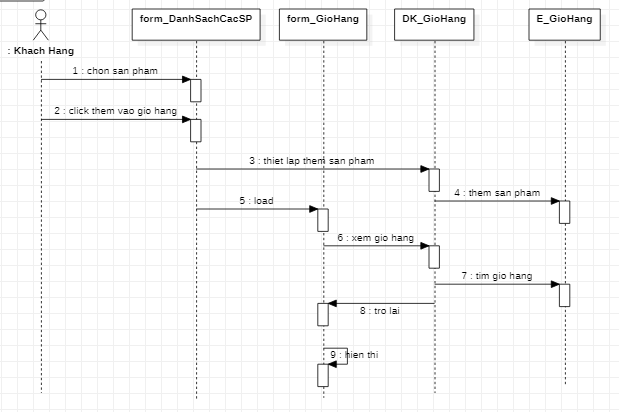 form_DanhSachCacSP
form_GioHang
DK_GioHang
E_GioHang
: Khach Hang
1 : chon san pham
2 : click them vao gio hang
3 : thiet lap them san pham
4 : them san pham
5 : load
6 : xem gio hang
7 : tim gio hang
8 : tro lai
9 : hien thi